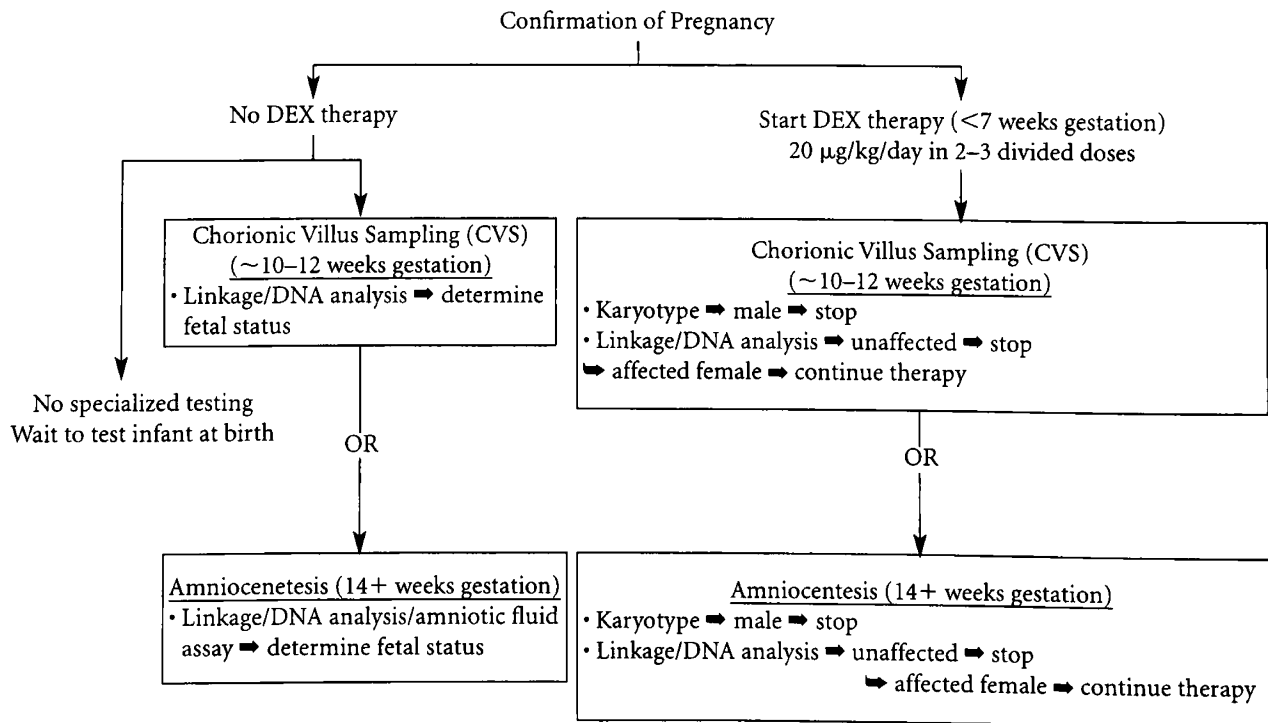 Confirmation of Pregnancy
No DEX therapy
Start DEX therapy (<7 weeks gestation)
20 μg/kg/day in 2–3 divided doses
Chorionic Villus Sampling (CVS)
(~10–12 weeks gestation)
· Linkage/DNA analysis ➡ determine
fetal status
Chorionic Villus Sampling (CVS)
(~10–12 weeks gestation)
· Karyotype ➡ male ➡ stop
· Linkage/DNA analysis ➡ unaffected ➡ stop
➥ affected female ➡ continue therapy
No specialized testing
Wait to test infant at birth
OR
OR
Amniocenetesis (14+ weeks gestation)
· Linkage/DNA analysis/amniotic fluid
assay ➡ determine fetal status
Amniocentesis (14+ weeks gestation)
· Karyotype ➡ male ➡ stop
· Linkage/DNA analysis ➡ unaffected ➡ stop
➥ affected female ➡ continue therapy